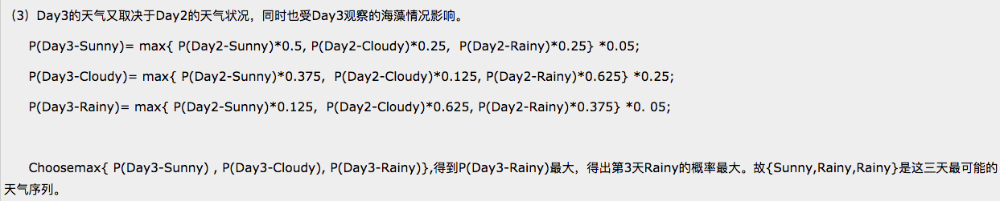 （3）Day3的天气又取决于Day2的天气状况，同时也受Day3观察的海藻情况影响。
P(Day3-Sunny)= max{ P(Day2-Sunny)*0.5, P(Day2-Cloudy)*0.25,  P(Day2-Rainy)*0.25} *0.05;
P(Day3-Cloudy)= max{ P(Day2-Sunny)*0.375,  P(Day2-Cloudy)*0.125, P(Day2-Rainy)*0.625} *0.25;
P(Day3-Rainy)= max{ P(Day2-Sunny)*0.125,  P(Day2-Cloudy)*0.625, P(Day2-Rainy)*0.375} *0. 05;
Choosemax{ P(Day3-Sunny) , P(Day3-Cloudy), P(Day3-Rainy)},得到P(Day3-Rainy)最大，得出第3天Rainy的概率最大。故{Sunny,Rainy,Rainy}是这三天最可能的
天气序列。